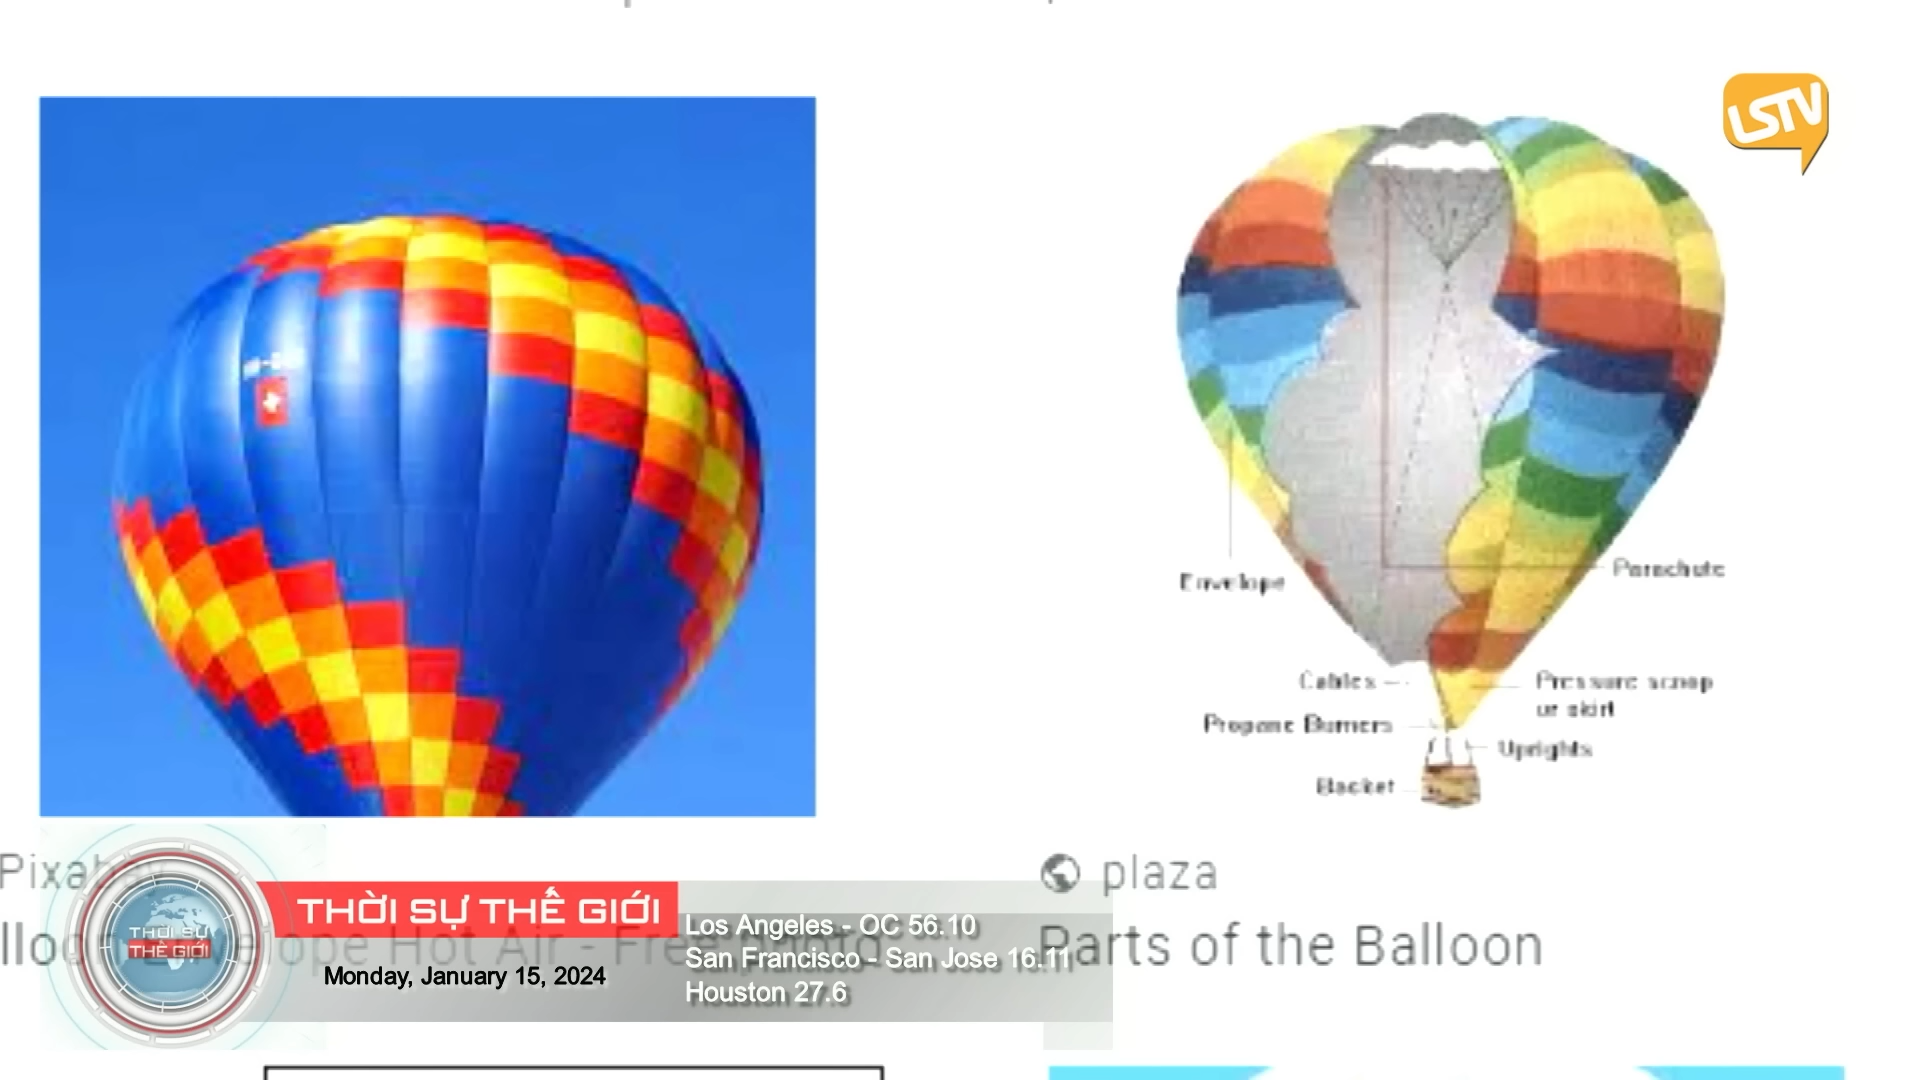 LSTV
Envelope
Parachute
Cables
Pressure scoop
or skirt
Propane Burners
Uprights
Basket
plaza
Parts of the Balloon
THỜI SỰ THẾ GIỚI
THỜI SỰ
THẾ GIỚI
Monday, January 15, 2024
Los Angeles - OC 56.10
San Francisco - San Jose 16.11
Houston 27.6